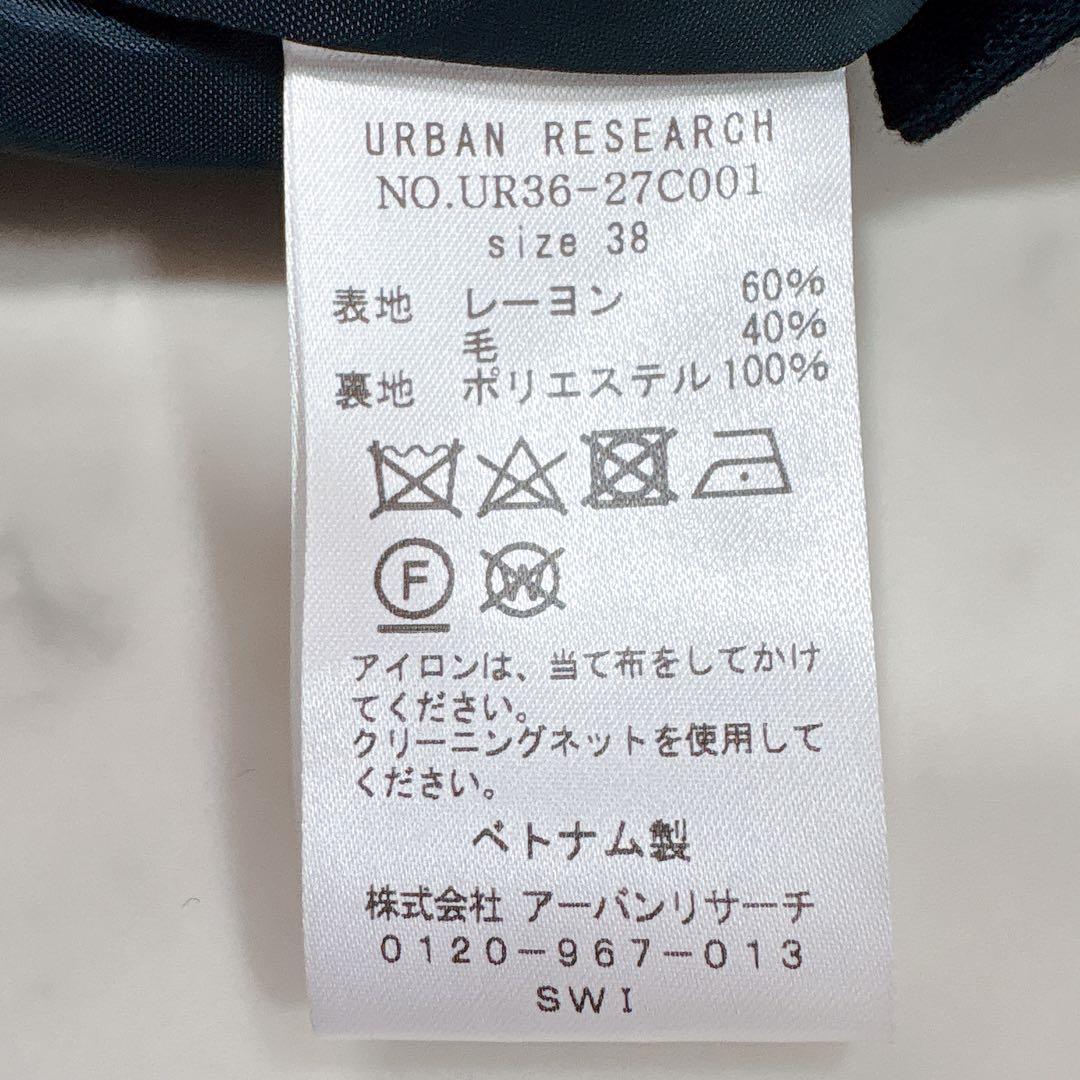 URBAN RESEARCH
NO.UR36-27C001
size 38
表地 レーヨン 60%
毛 40%
裏地 ポリエステル 100%
F W
アイロンは、当て布をしてかけ
てください。
クリーニングネットを使用して
ください。
ベトナム製
株式会社 アーバンリサーチ
0120-967-013
SWI